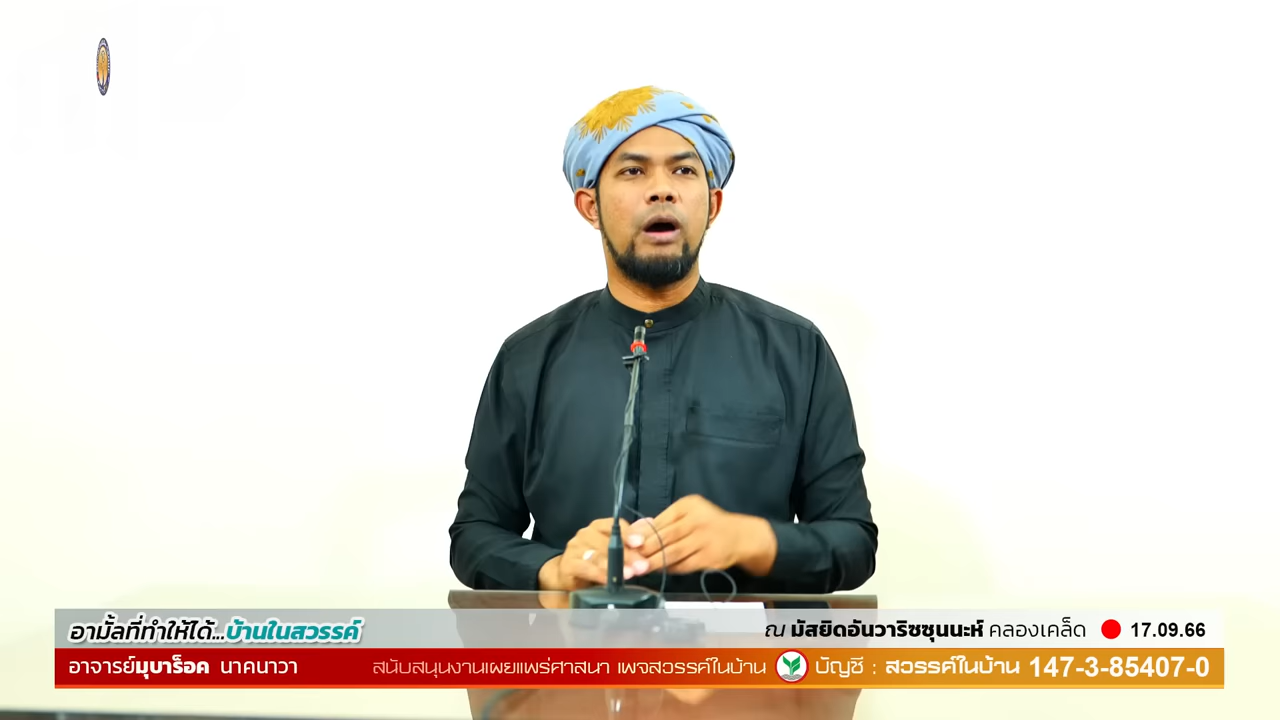 อามั้ลที่ทำให้ได้...บ้านในสวรรค์
ณ มัสยิดอันวาริซซุนนะห์ คลองเคล็ด 17.09.66
อาจารย์มุบาร็อค นาคนาวา
สนับสนุนงานเผยแพร่ศาสนา เพจสวรรค์ในบ้าน บัญชี : สวรรค์ในบ้าน 147-3-85407-0